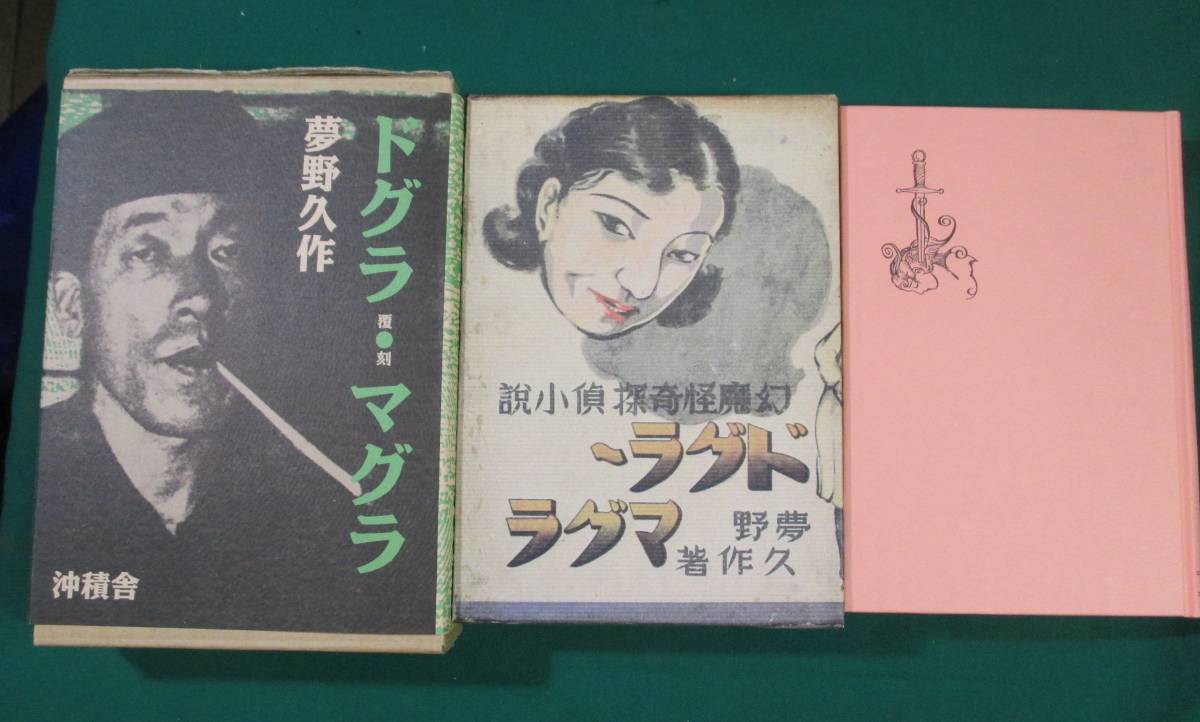 ドグラ・マグラ
覆刻
夢野久作
沖積舎
説小偵探奇怪魔幻
ヽラグド
ラグマ
夢野
久作著